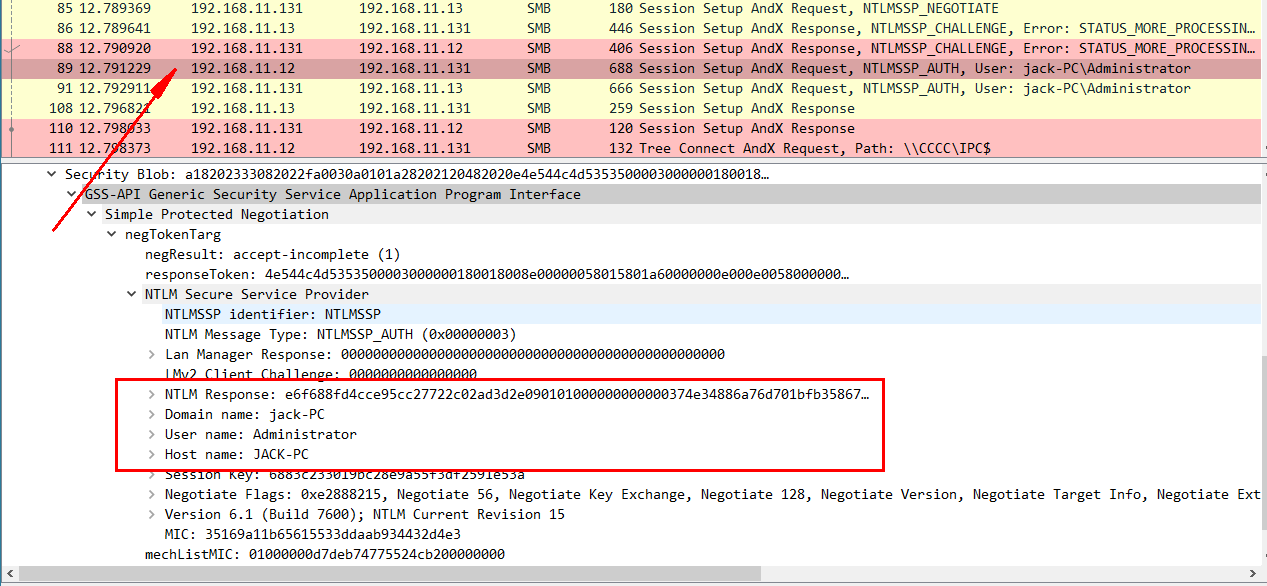 85 12.789369 192.168.11.131 192.168.11.13 SMB 180 Session Setup AndX Request, NTLMSSP_NEGOTIATE
86 12.789641 192.168.11.13 192.168.11.131 SMB 446 Session Setup AndX Response, NTLMSSP_CHALLENGE, Error: STATUS_MORE_PROCESSIN…
88 12.790920 192.168.11.131 192.168.11.12 SMB 406 Session Setup AndX Response, NTLMSSP_CHALLENGE, Error: STATUS_MORE_PROCESSIN…
89 12.791229 192.168.11.12 192.168.11.131 SMB 688 Session Setup AndX Request, NTLMSSP_AUTH, User: jack-PC\Administrator
91 12.792911 192.168.11.131 192.168.11.13 SMB 666 Session Setup AndX Request, NTLMSSP_AUTH, User: jack-PC\Administrator
108 12.796821 192.168.11.13 192.168.11.131 SMB 259 Session Setup AndX Response
110 12.798033 192.168.11.131 192.168.11.12 SMB 120 Session Setup AndX Response
111 12.798373 192.168.11.12 192.168.11.131 SMB 132 Tree Connect AndX Request, Path: \\CCCC\IPC$
Security Blob: a18202333082022fa0030a0101a28202120482020e4e544c4d5353500003000000180018…
GSS-API Generic Security Service Application Program Interface
Simple Protected Negotiation
negTokenTarg
negResult: accept-incomplete (1)
responseToken: 4e544c4d5353500003000000180018008e00000058015801a60000000e000e0058000000…
NTLM Secure Service Provider
NTLMSSP identifier: NTLMSSP
NTLM Message Type: NTLMSSP_AUTH (0x00000003)
Lan Manager Response: 000000000000000000000000000000000000000000000000
LMv2 Client Challenge: 0000000000000000
NTLM Response: e6f688fd4cce95cc27722c02ad3d2e090101000000000000374e34886a76d701bfb35867…
Domain name: jack-PC
User name: Administrator
Host name: JACK-PC
Session Key: 6883c233019bc28e9a55f3df2591e53a
Negotiate Flags: 0xe2888215, Negotiate 56, Negotiate Key Exchange, Negotiate 128, Negotiate Version, Negotiate Target Info, Negotiate Ext
Version 6.1 (Build 7600); NTLM Current Revision 15
MIC: 35169a11b65615533ddaab934432d4e3
mechListMIC: 01000000d7deb74775524cb200000000